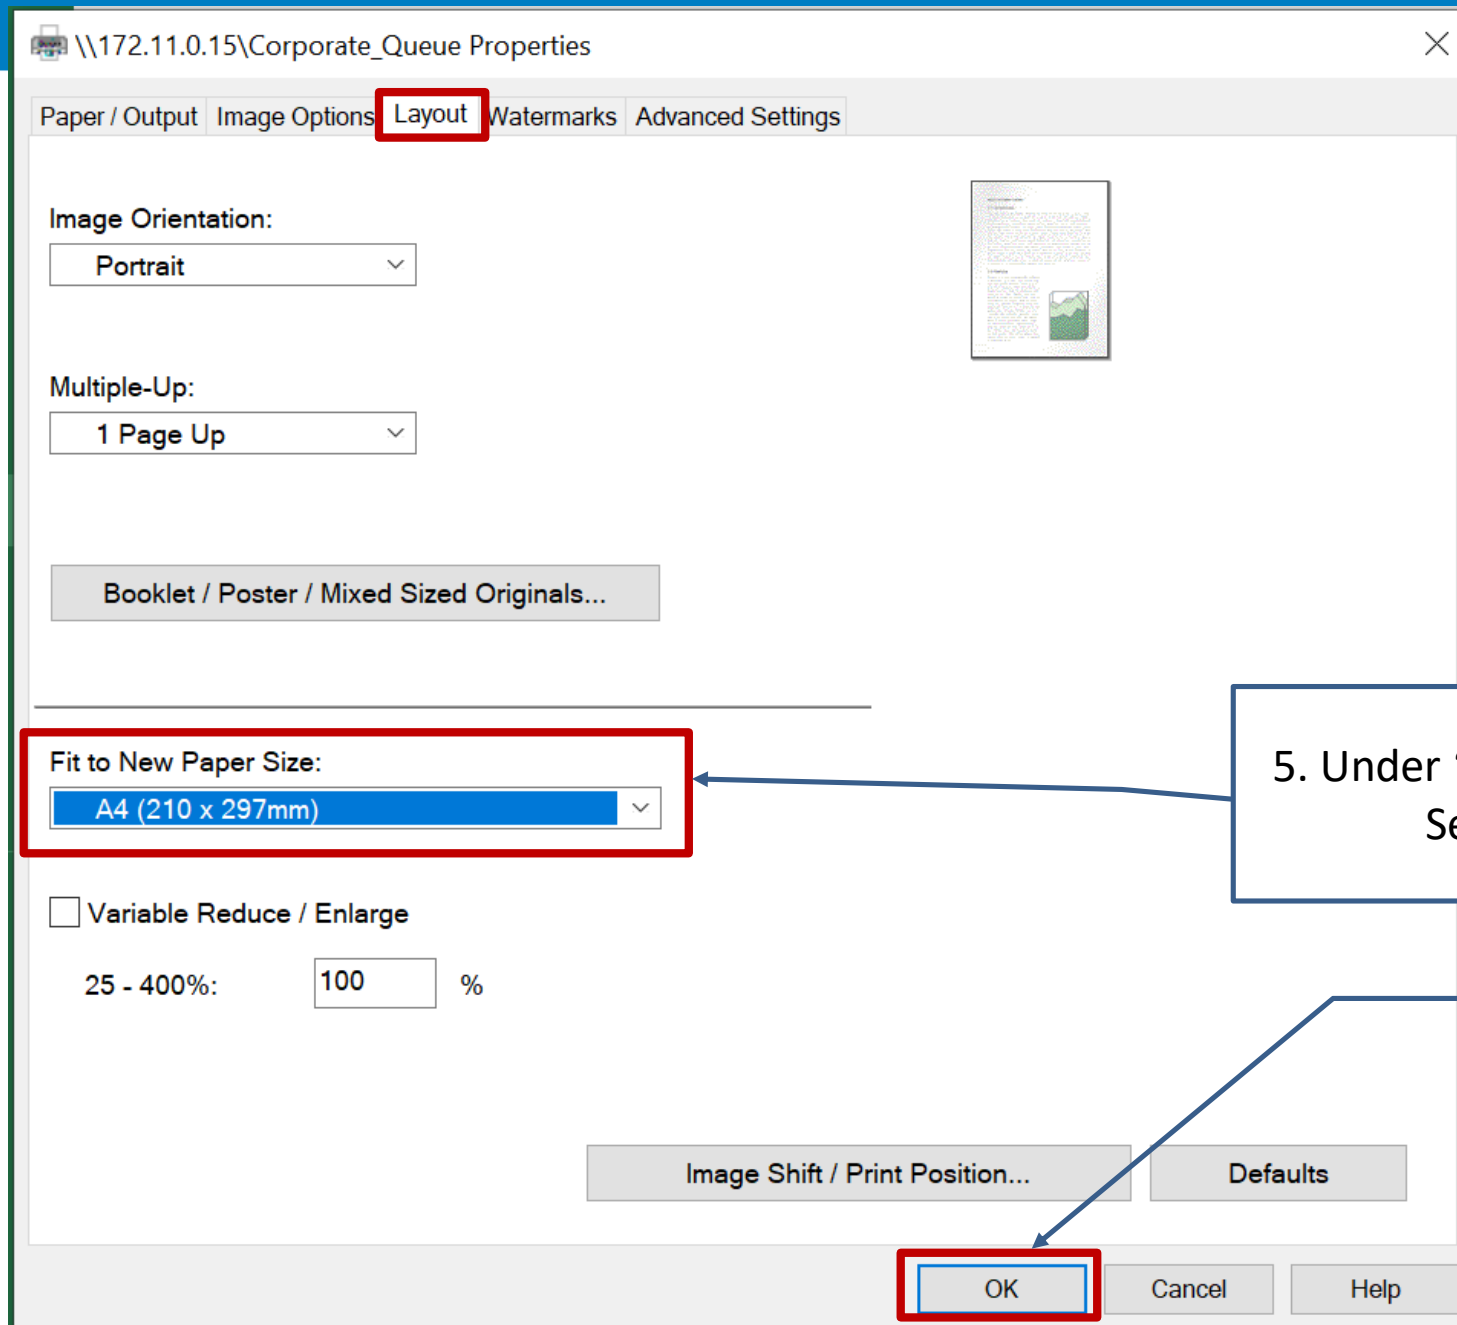 \\172.11.0.15\Corporate_Queue Properties
Paper / Output Image Options Layout Watermarks Advanced Settings
Image Orientation:
Portrait
Multiple-Up:
1 Page Up
Booklet / Poster / Mixed Sized Originals...
Fit to New Paper Size:
A4 (210 x 297mm)
5. Under
Variable Reduce / Enlarge
25 - 400%: 100 %
Image Shift / Print Position... Defaults
OK Cancel Help